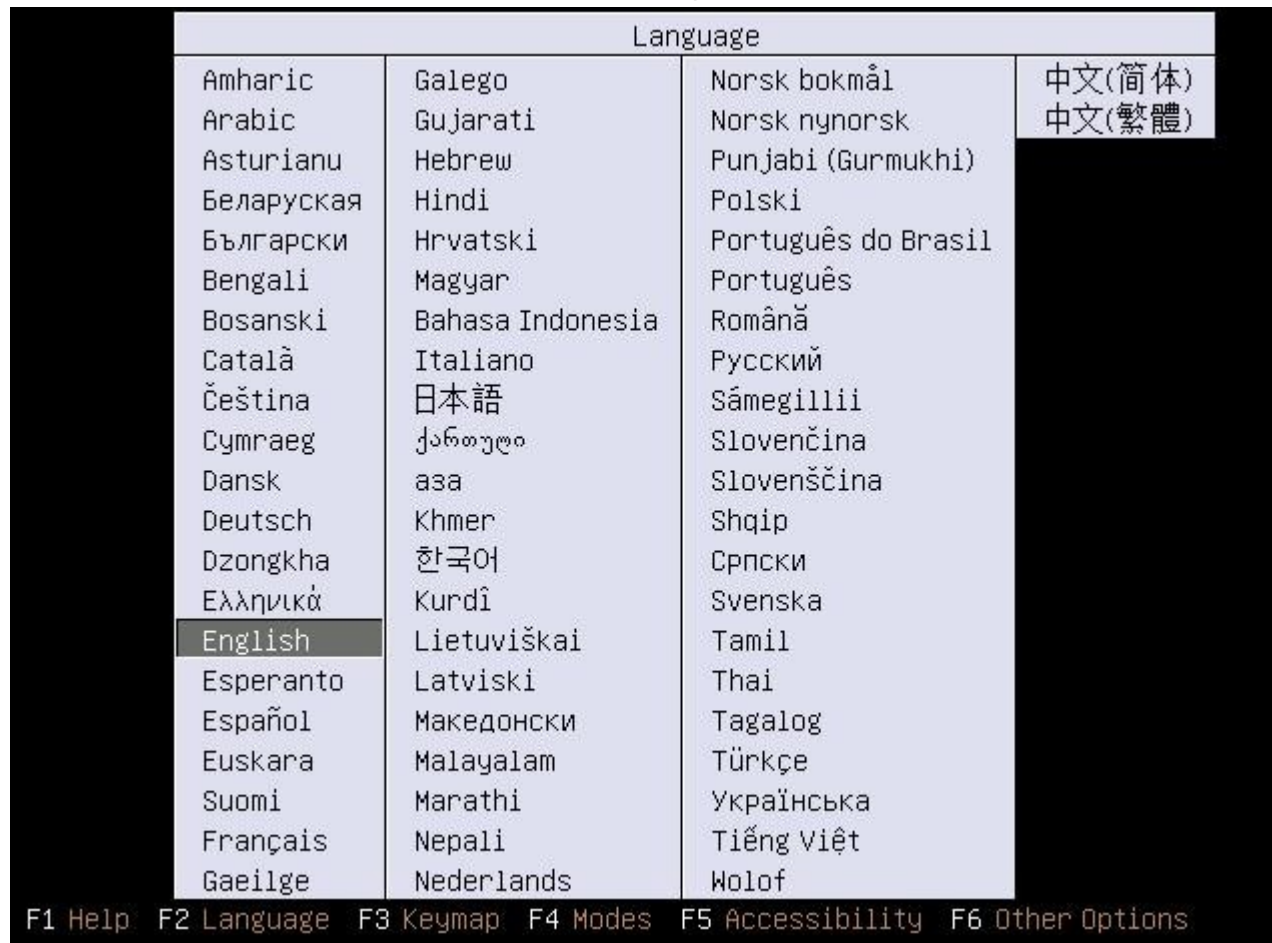 Language
Amharic
Arabic
Asturianu
Беларуская
Български
Bengali
Bosanski
Català
Čeština
Cymraeg
Dansk
Deutsch
Dzongkha
Ελληνικά
English
Esperanto
Español
Euskara
Suomi
Français
Gaeilge
Galego
Gujarati
Hebrew
Hindi
Hrvatski
Magyar
Bahasa Indonesia
Italiano
日本語
ქართული
аза
Khmer
한국어
Kurdî
Lietuviškai
Latviski
Македонски
Malayalam
Marathi
Nepali
Nederlands
Norsk bokmål
Norsk nynorsk
Punjabi (Gurmukhi)
Polski
Português do Brasil
Português
Română
Русский
Sámegillii
Slovenčina
Slovenščina
Shqip
Српски
Svenska
Tamil
Thai
Tagalog
Türkçe
Українська
Tiếng Việt
Wolof
中文(简体)
中文(繁體)
F1 Help F2 Language F3 Keymap F4 Modes F5 Accessibility F6 Other Options